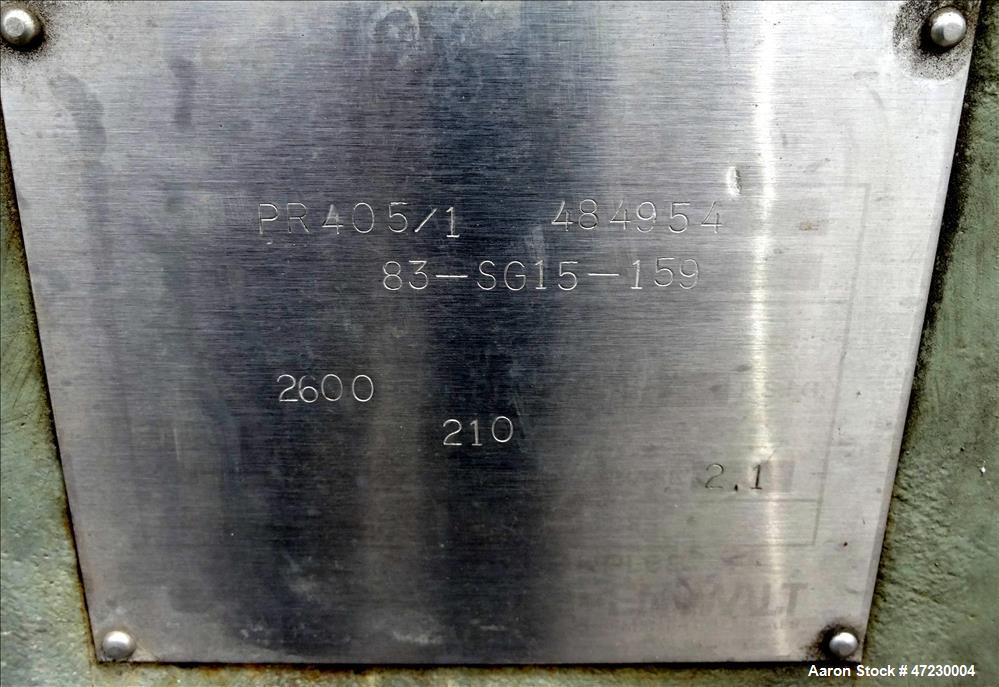 PR405/1 484954
83-SG15-159
2600
210
2.1
Aaron Stock # 47230004